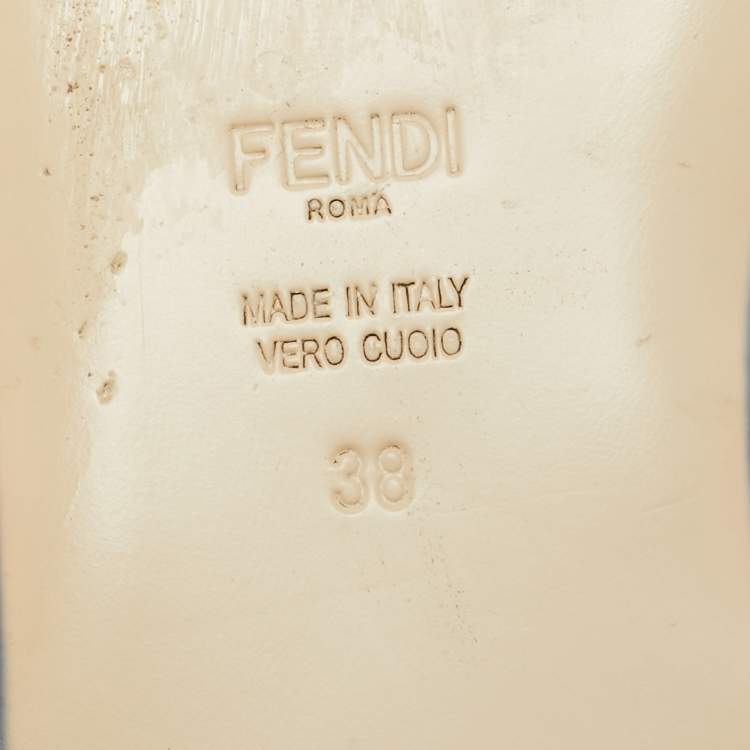 FENDI
ROMA
MADE IN ITALY
VERO CUOIO
38